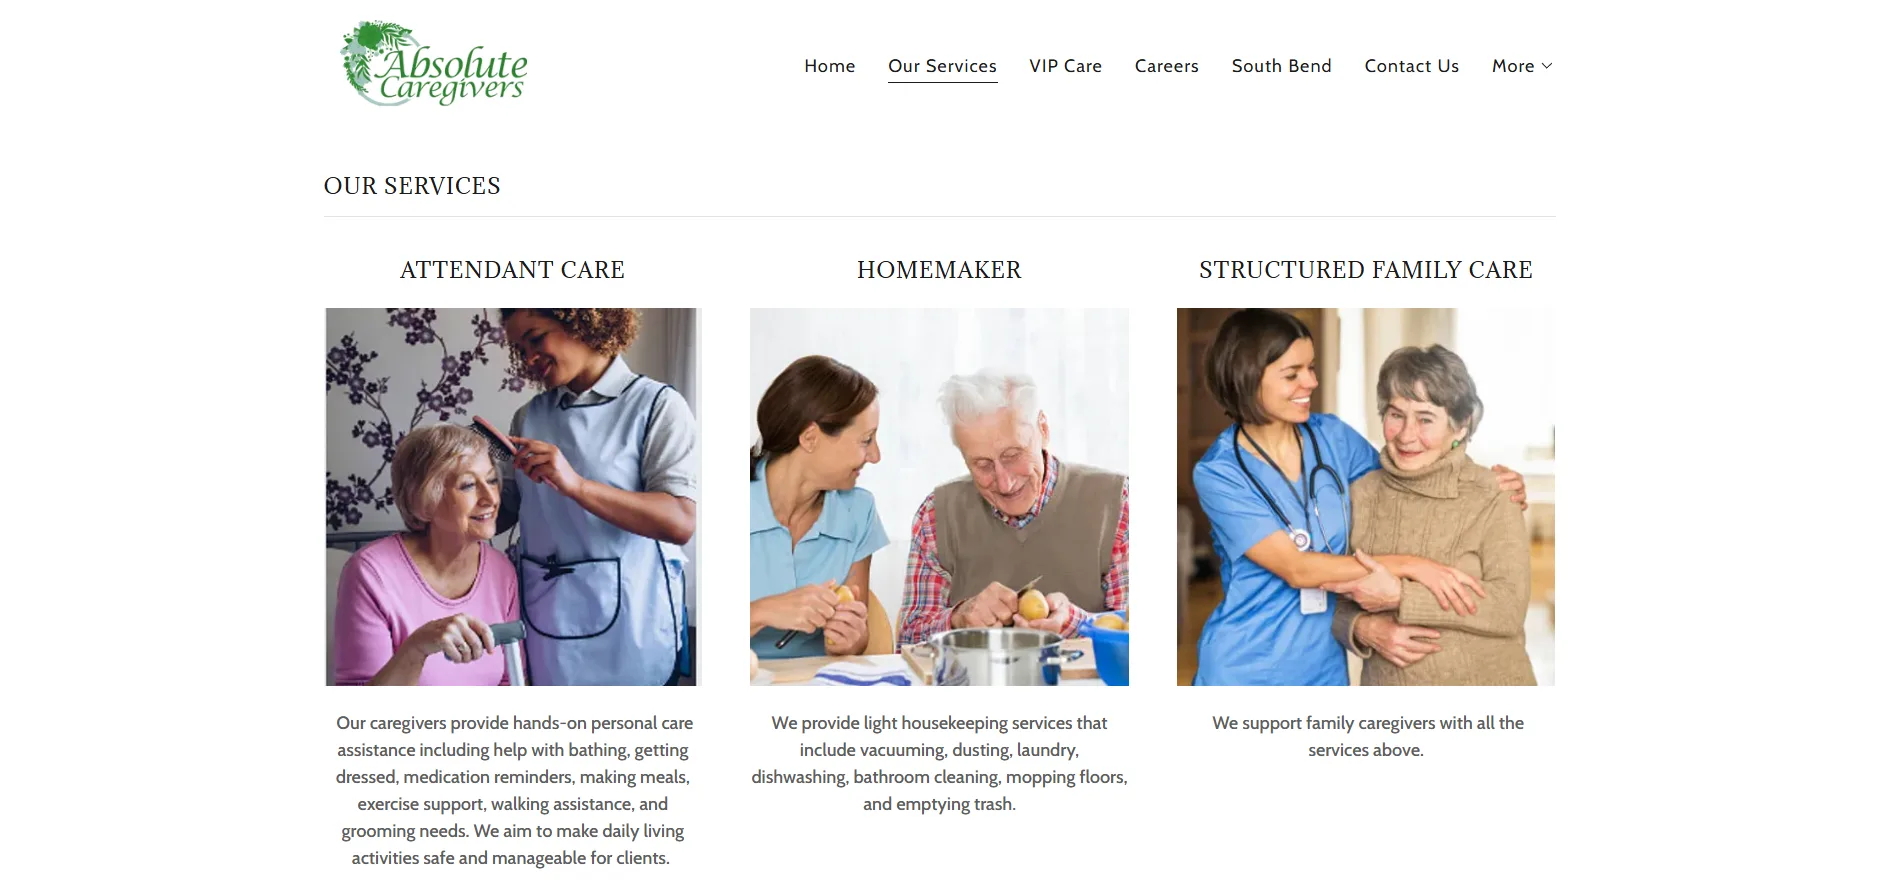 Absolute
Caregivers
Home
Our Services
VIP Care
Careers
South Bend
Contact Us
More
OUR SERVICES
ATTENDANT CARE
HOMEMAKER
STRUCTURED FAMILY CARE
Our caregivers provide hands-on personal care
assistance including help with bathing, getting
dressed, medication reminders, making meals,
exercise support, walking assistance, and
grooming needs. We aim to make daily living
activities safe and manageable for clients.
We provide light housekeeping services that
include vacuuming, dusting, laundry,
dishwashing, bathroom cleaning, mopping floors,
and emptying trash.
We support family caregivers with all the
services above.